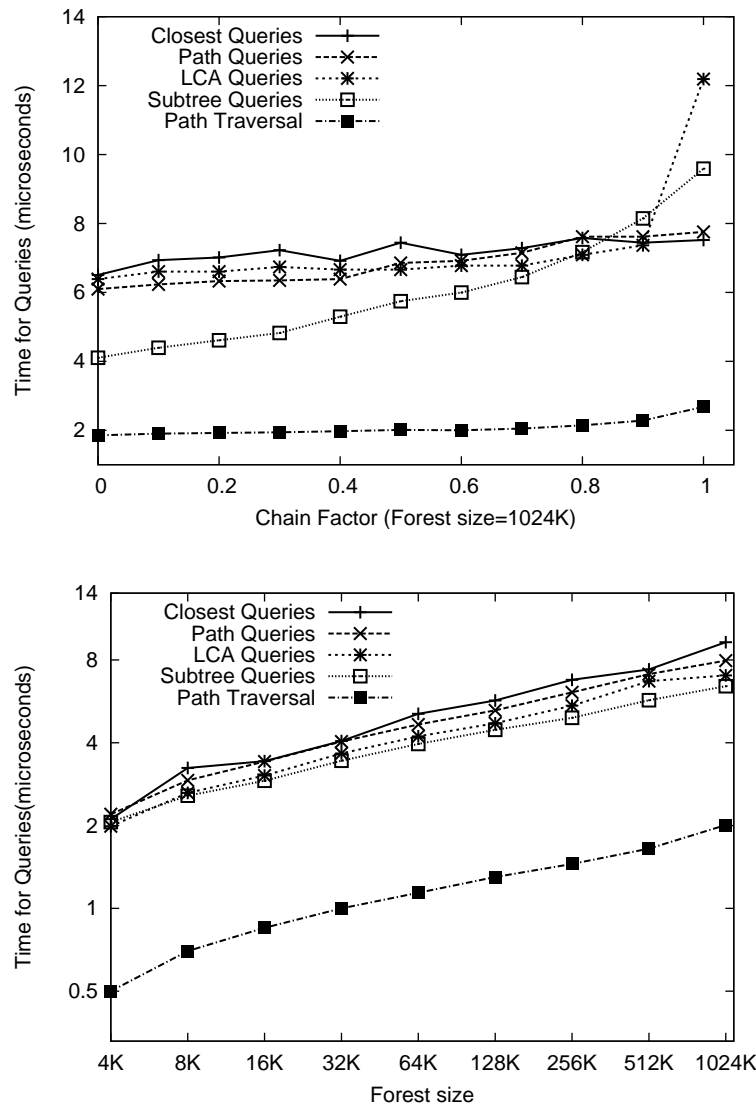 14
12
10
8
6
4
2
Time for Queries (microseconds)
Closest Queries
Path Queries
LCA Queries
Subtree Queries
Path Traversal
0 0.2 0.4 0.6 0.8 1
Chain Factor (Forest size=1024K)
14
8
4
2
1
0.5
Time for Queries(microseconds)
Closest Queries
Path Queries
LCA Queries
Subtree Queries
Path Traversal
4K 8K 16K 32K 64K 128K 256K 512K 1024K
Forest size